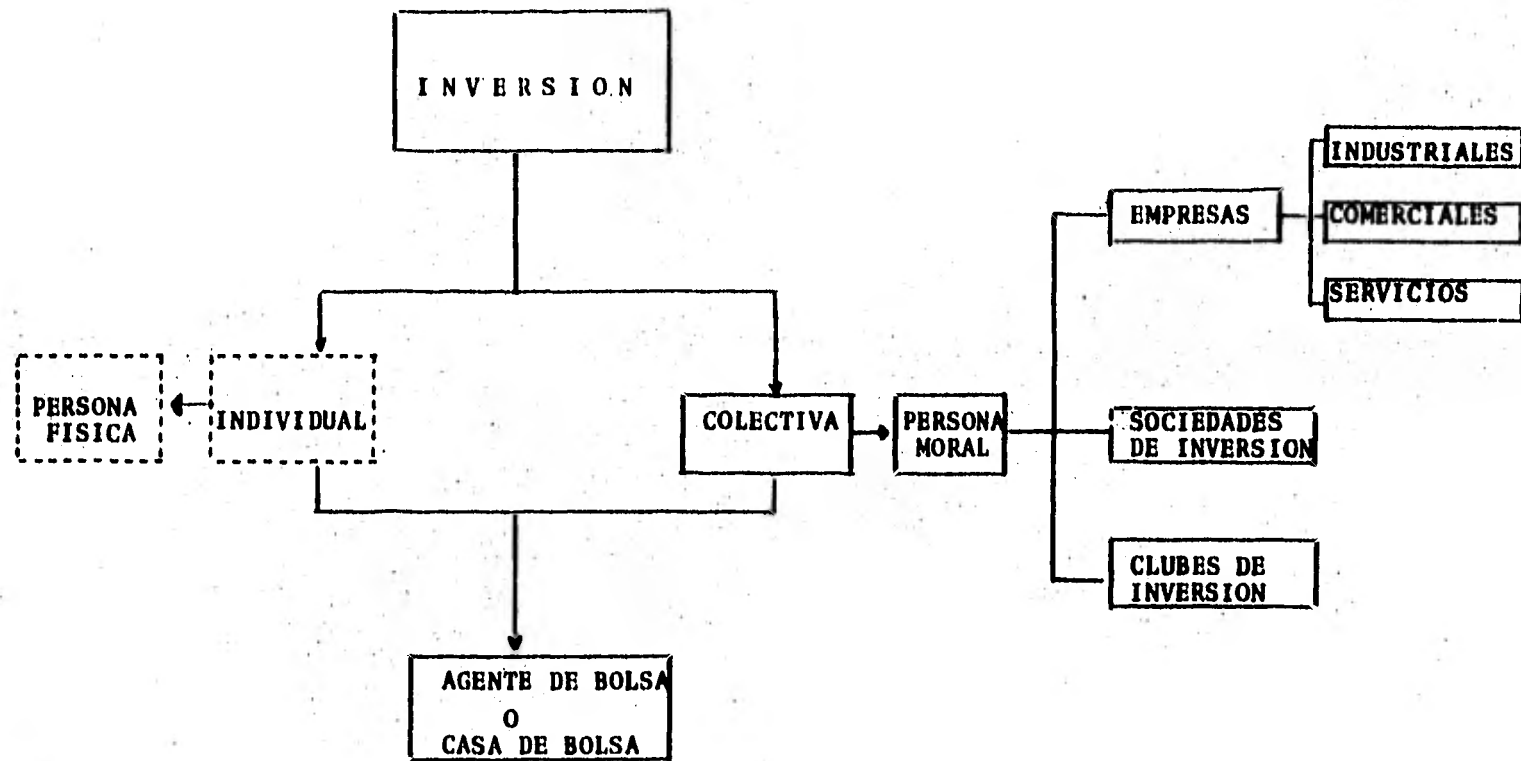 INVERSION
INDUSTRIALES
EMPRESAS
COMERCIALES
SERVICIOS
PERSONA
FISICA
INDIVIDUAL
COLECTIVA
PERSONA
MORAL
SOCIEDADES
DE INVERSION
CLUBES DE
INVERSION
AGENTE DE BOLSA
O
CASA DE BOLSA